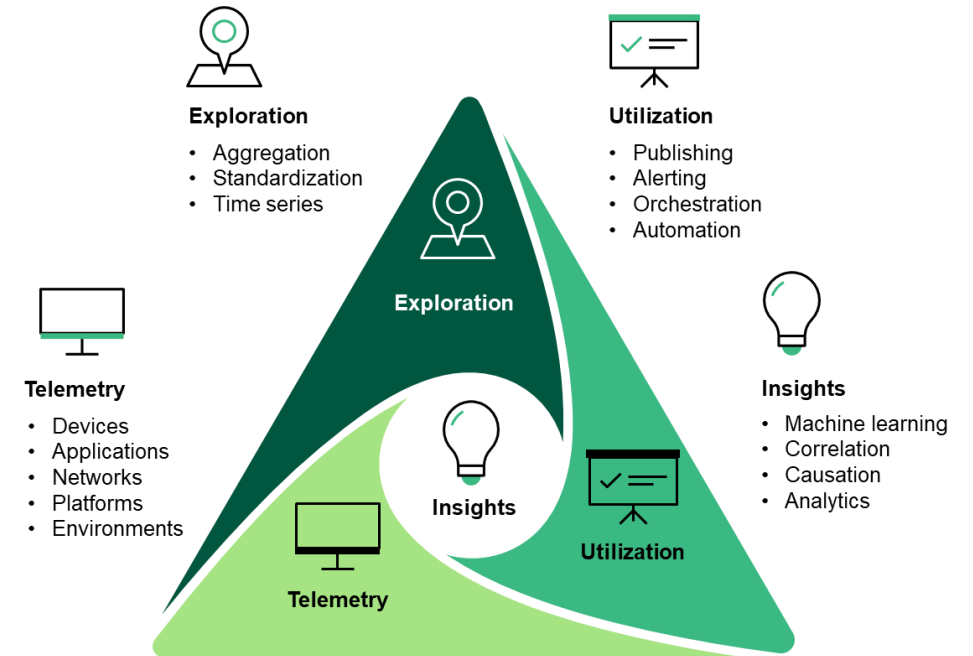 Exploration
• Aggregation
• Standardization
• Time series
Utilization
• Publishing
• Alerting
• Orchestration
• Automation
Telemetry
• Devices
• Applications
• Networks
• Platforms
• Environments
Insights
• Machine learning
• Correlation
• Causation
• Analytics
Exploration
Insights
Utilization
Telemetry